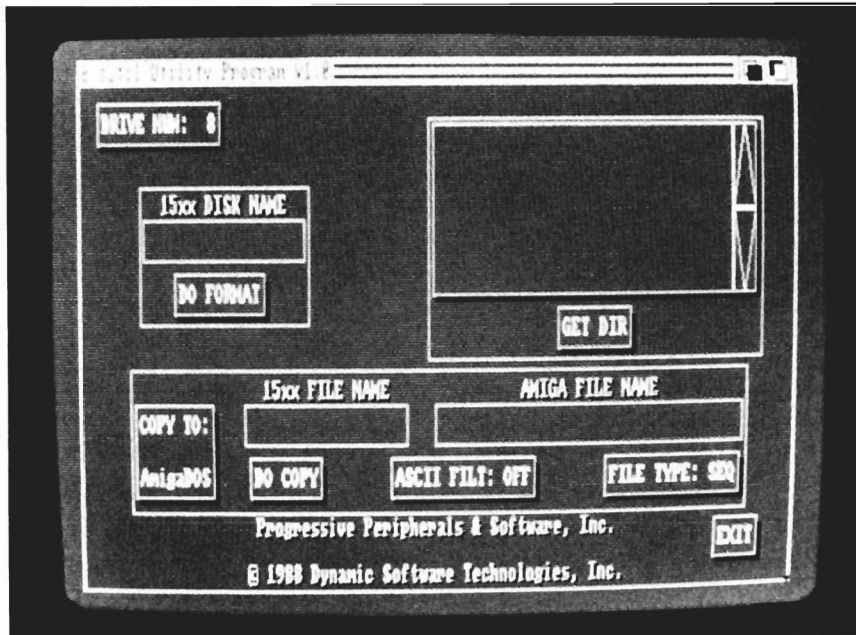 Utility Program V1.0
DRIVE NUM: 8
15xx DISK NAME
DO FORMAT
GET DIR
15xx FILE NAME
AMIGA FILE NAME
COPY TO:
AmigaDOS
DO COPY
ASCII FILT: OFF
FILE TYPE: SEQ
Progressive Peripherals & Software, Inc.
EXIT
© 1988 Dynamic Software Technologies, Inc.